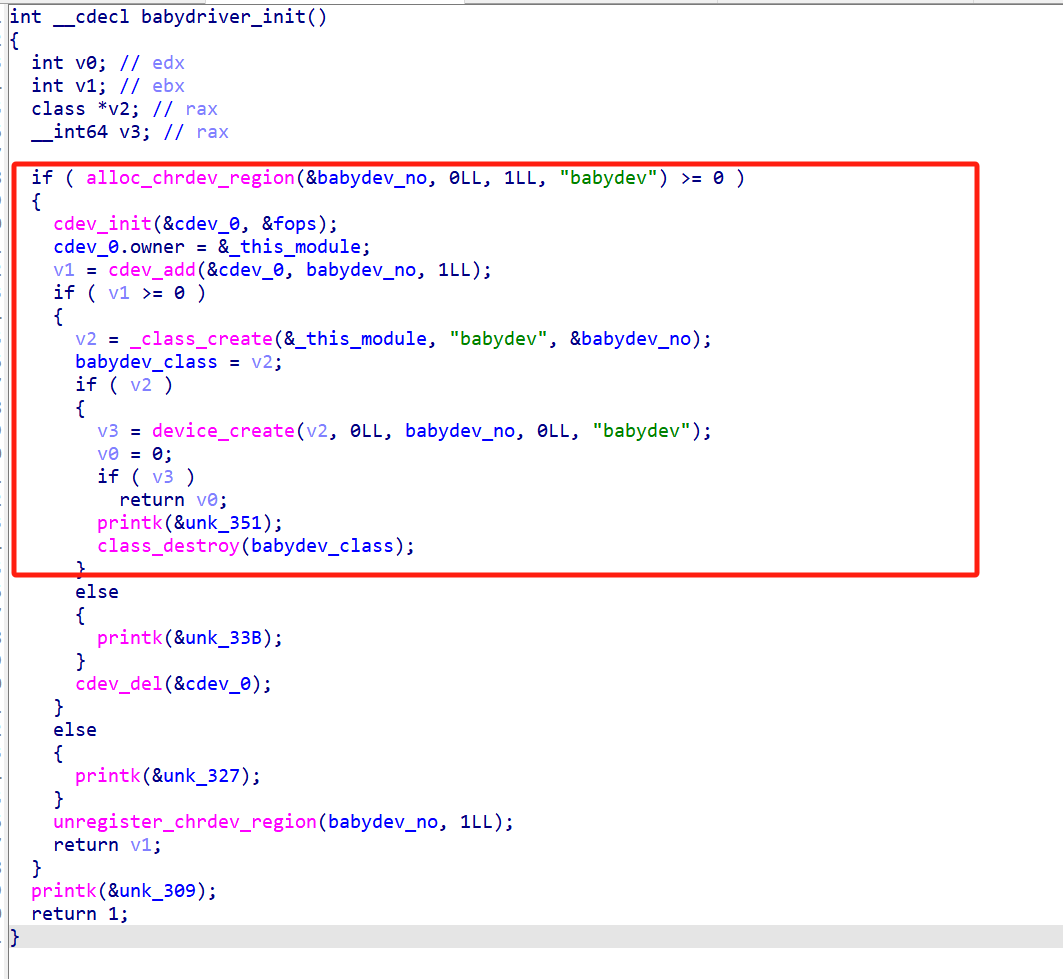 int __cdecl babydriver_init()
{
  int v0; // edx
  int v1; // ebx
  class *v2; // rax
  __int64 v3; // rax

  if ( alloc_chrdev_region(&babydev_no, 0LL, 1LL, "babydev") >= 0 )
  {
    cdev_init(&cdev_0, &fops);
    cdev_0.owner = &_this_module;
    v1 = cdev_add(&cdev_0, babydev_no, 1LL);
    if ( v1 >= 0 )
    {
      v2 = _class_create(&_this_module, "babydev", &babydev_no);
      babydev_class = v2;
      if ( v2 )
      {
        v3 = device_create(v2, 0LL, babydev_no, 0LL, "babydev");
        v0 = 0;
        if ( v3 )
          return v0;
        printk(&unk_351);
        class_destroy(babydev_class);
      }
      else
      {
        printk(&unk_33B);
      }
      cdev_del(&cdev_0);
    }
    else
    {
      printk(&unk_327);
    }
    unregister_chrdev_region(babydev_no, 1LL);
    return v1;
  }
  printk(&unk_309);
  return 1;
}